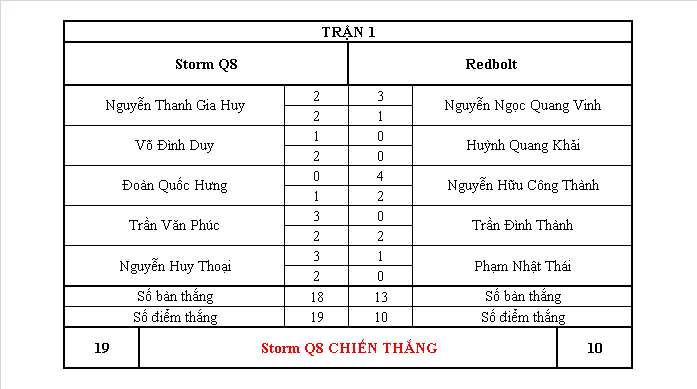 TRẬN 1
Storm Q8 Redbolt
Nguyễn Thanh Gia Huy 2 3 Nguyễn Ngọc Quang Vinh
2 1
Võ Đình Duy 1 0 Huỳnh Quang Khải
2 0
Đoàn Quốc Hưng 0 4 Nguyễn Hữu Công Thành
1 2
Trần Văn Phúc 3 0 Trần Đình Thành
2 2
Nguyễn Huy Thoại 3 1 Phạm Nhật Thái
2 0
Số bàn thắng 18 13 Số bàn thắng
Số điểm thắng 19 10 Số điểm thắng
19 Storm Q8 CHIẾN THẮNG 10